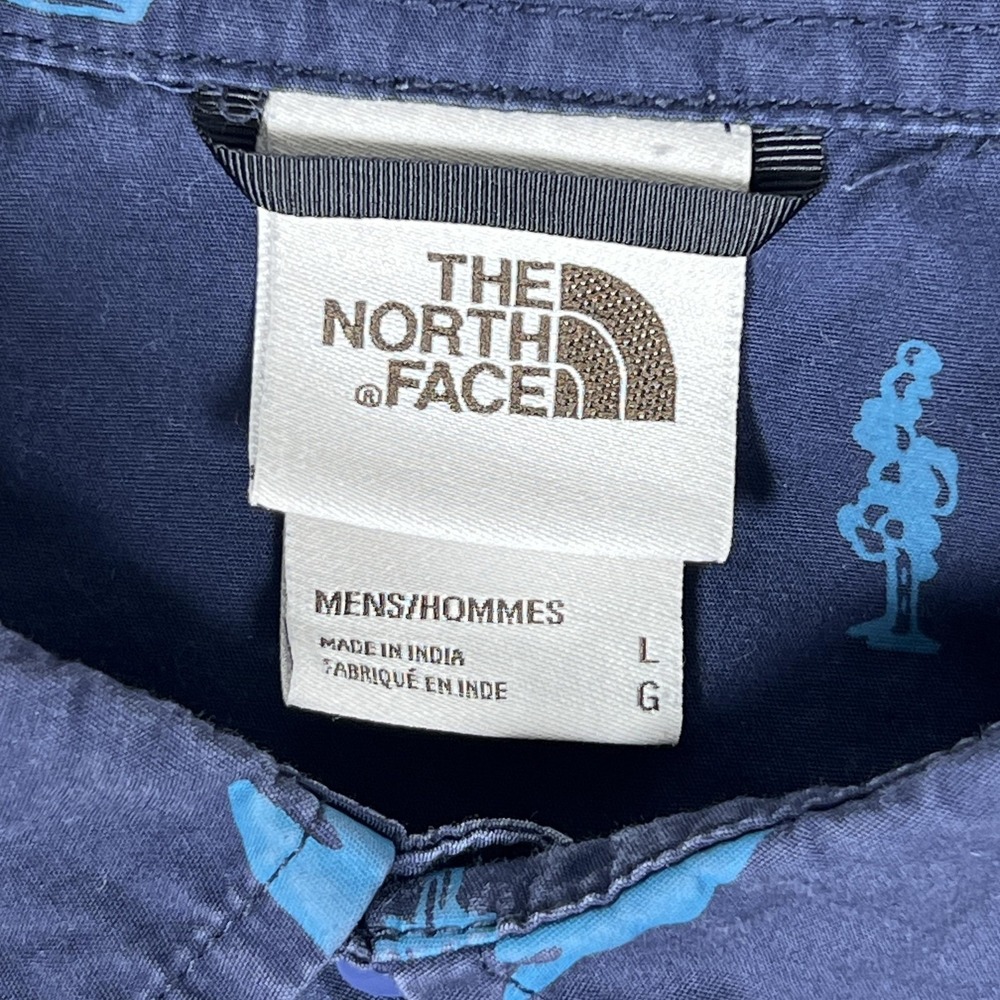 THE
NORTH
®FACE
MENS/HOMMES
MADE IN INDIA L
FABRIQUÉ EN INDE G